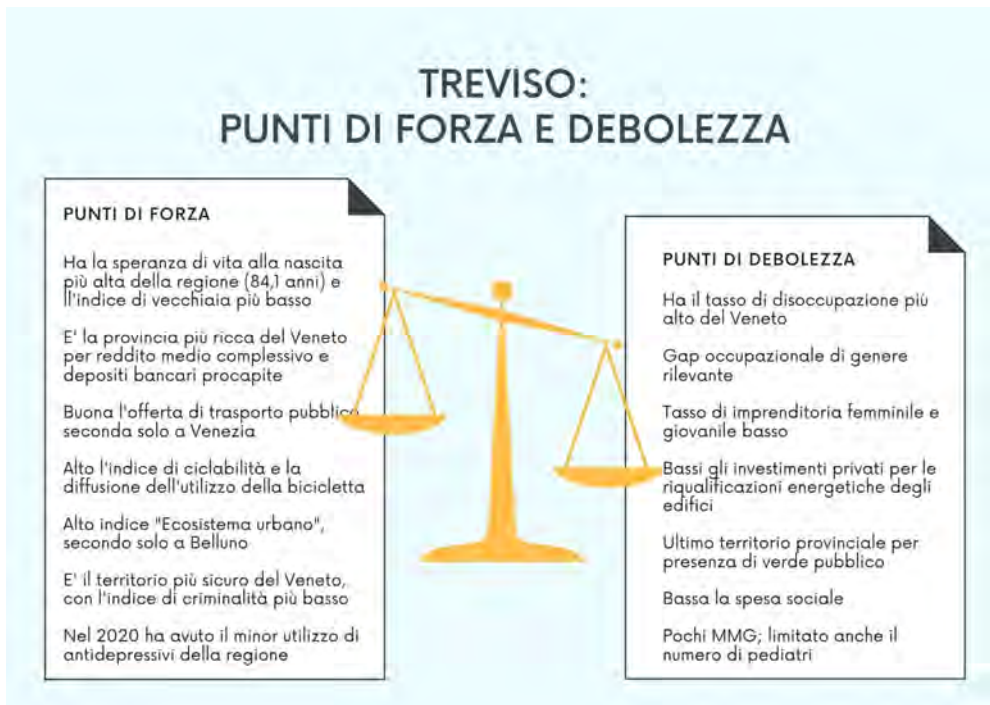 TREVISO:
PUNTI DI FORZA E DEBOLEZZA
PUNTI DI FORZA
Ha la speranza di vita alla nascita
più alta della regione (84,1 anni) e
ll'indice di vecchiaia più basso
E' la provincia più ricca del Veneto
per reddito medio complessivo e
depositi bancari procapite
Buona l'offerta di trasporto pubblico
seconda solo a Venezia
Alto l'indice di ciclabilità e la
diffusione dell'utilizzo della bicicletta
Alto indice "Ecosistema urbano",
secondo solo a Belluno
E' il territorio più sicuro del Veneto,
con l'indice di criminalità più basso
Nel 2020 ha avuto il minor utilizzo di
antidepressivi della regione
PUNTI DI DEBOLEZZA
Ha il tasso di disoccupazione più
alto del Veneto
Gap occupazionale di genere
rilevante
Tasso di imprenditoria femminile e
giovanile basso
Bassi gli investimenti privati per le
riqualificazioni energetiche degli
edifici
Ultimo territorio provinciale per
presenza di verde pubblico
Bassa la spesa sociale
Pochi MMG; limitato anche il
numero di pediatri